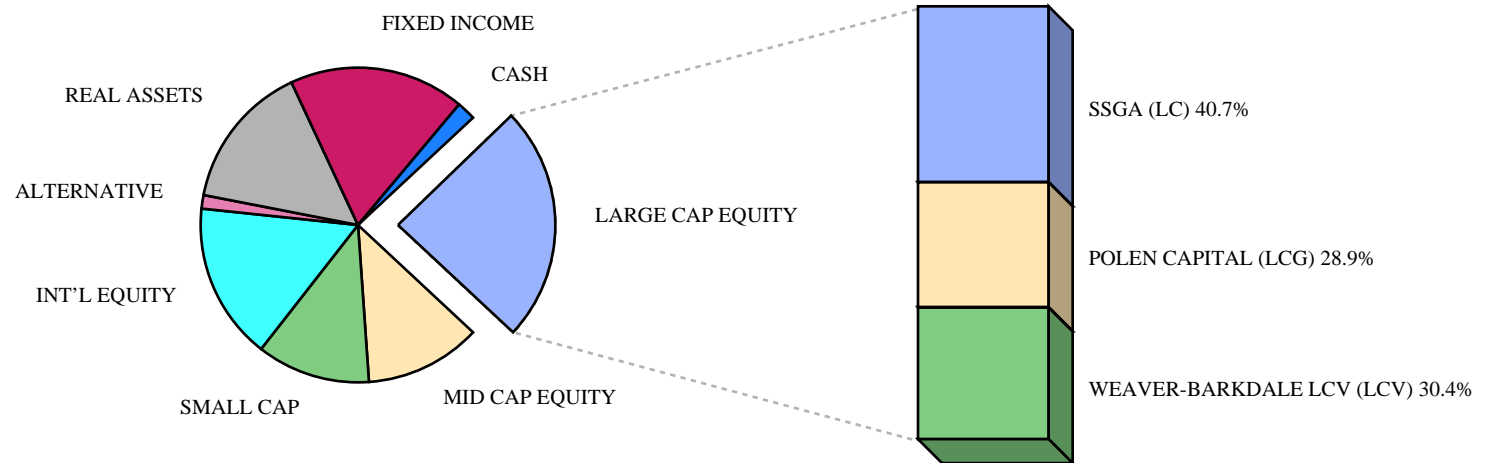 FIXED INCOME
CASH
REAL ASSETS
SSGA (LC) 40.7%
ALTERNATIVE
LARGE CAP EQUITY
POLEN CAPITAL (LCG) 28.9%
INT'L EQUITY
WEAVER-BARKDALE LCV (LCV) 30.4%
MID CAP EQUITY
SMALL CAP